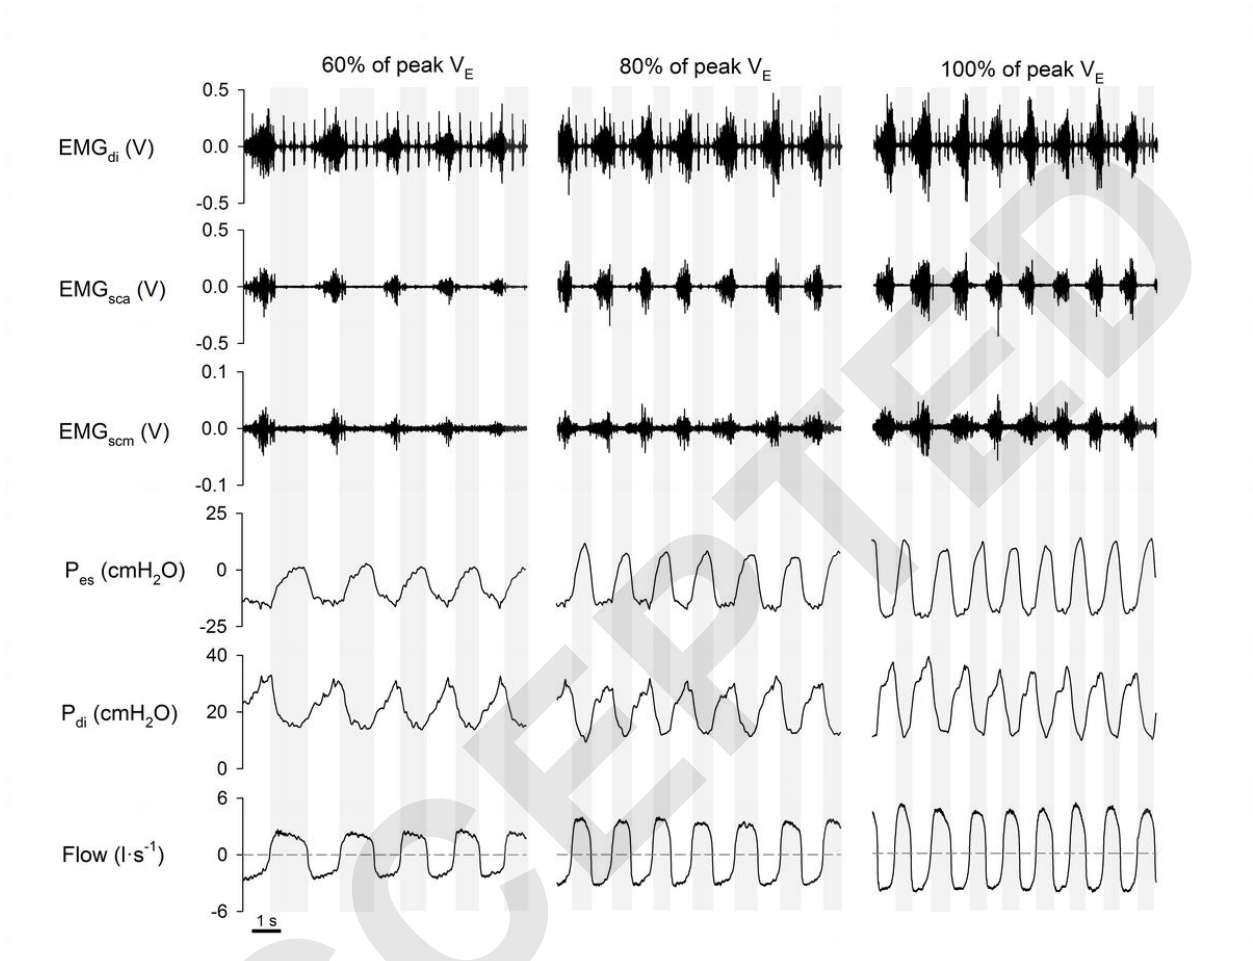 60% of peak VE 80% of peak VE 100% of peak VE
0.5
EMGdi (V) 0.0
-0.5
0.5
EMGsca (V) 0.0
-0.5
0.1
EMGscm (V) 0.0
-0.1
25
Pes (cmH2O) 0
-25
40
Pdi (cmH2O) 20
0
6
Flow (l·s-1) 0
-6
1 s
CCEPTED